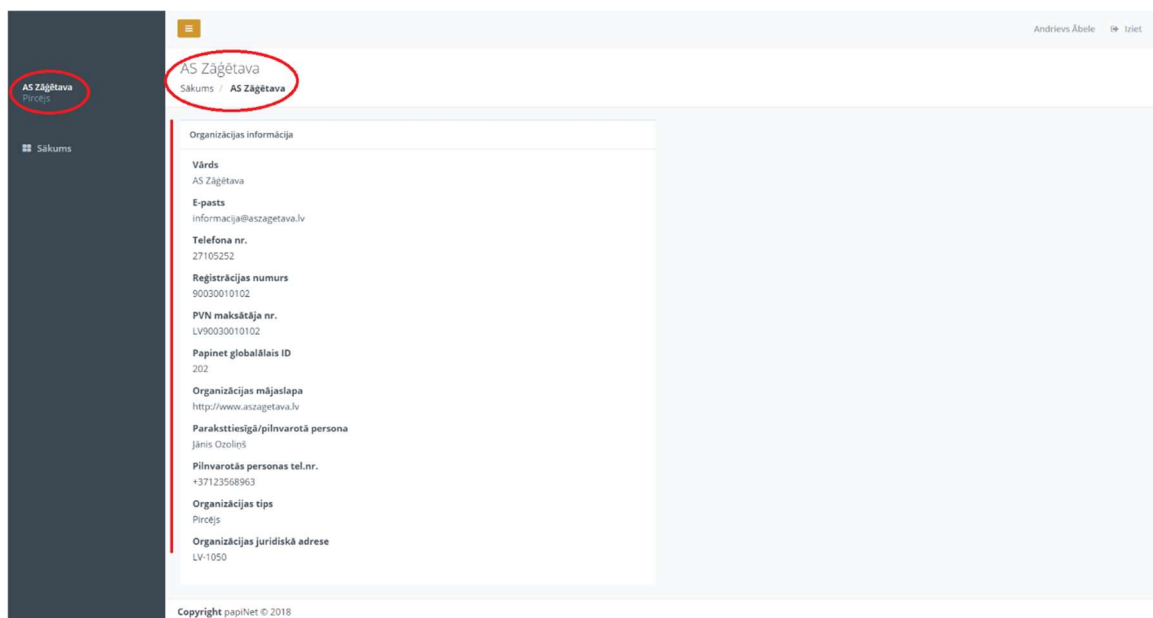 Andrievs Ābele Iziet
AS Zāģētava
Pircējs
Sākums
AS Zāģētava
Sākums / AS Zāģētava
Organizācijas informācija
Vārds
AS Zāģētava
E-pasts
informacija@aszagetava.lv
Telefona nr.
27105252
Reģistrācijas numurs
90030010102
PVN maksātāja nr.
LV90030010102
Papinet globālālais ID
202
Organizācijas mājaslapa
http://www.aszagetava.lv
Paraksttiesīgā/pilnvarotā persona
Jānis Ozoliņš
Pilnvarotās personas tel.nr.
+37123568963
Organizācijas tips
Pircējs
Organizācijas juridiskā adrese
LV-1050
Copyright papiNet © 2018